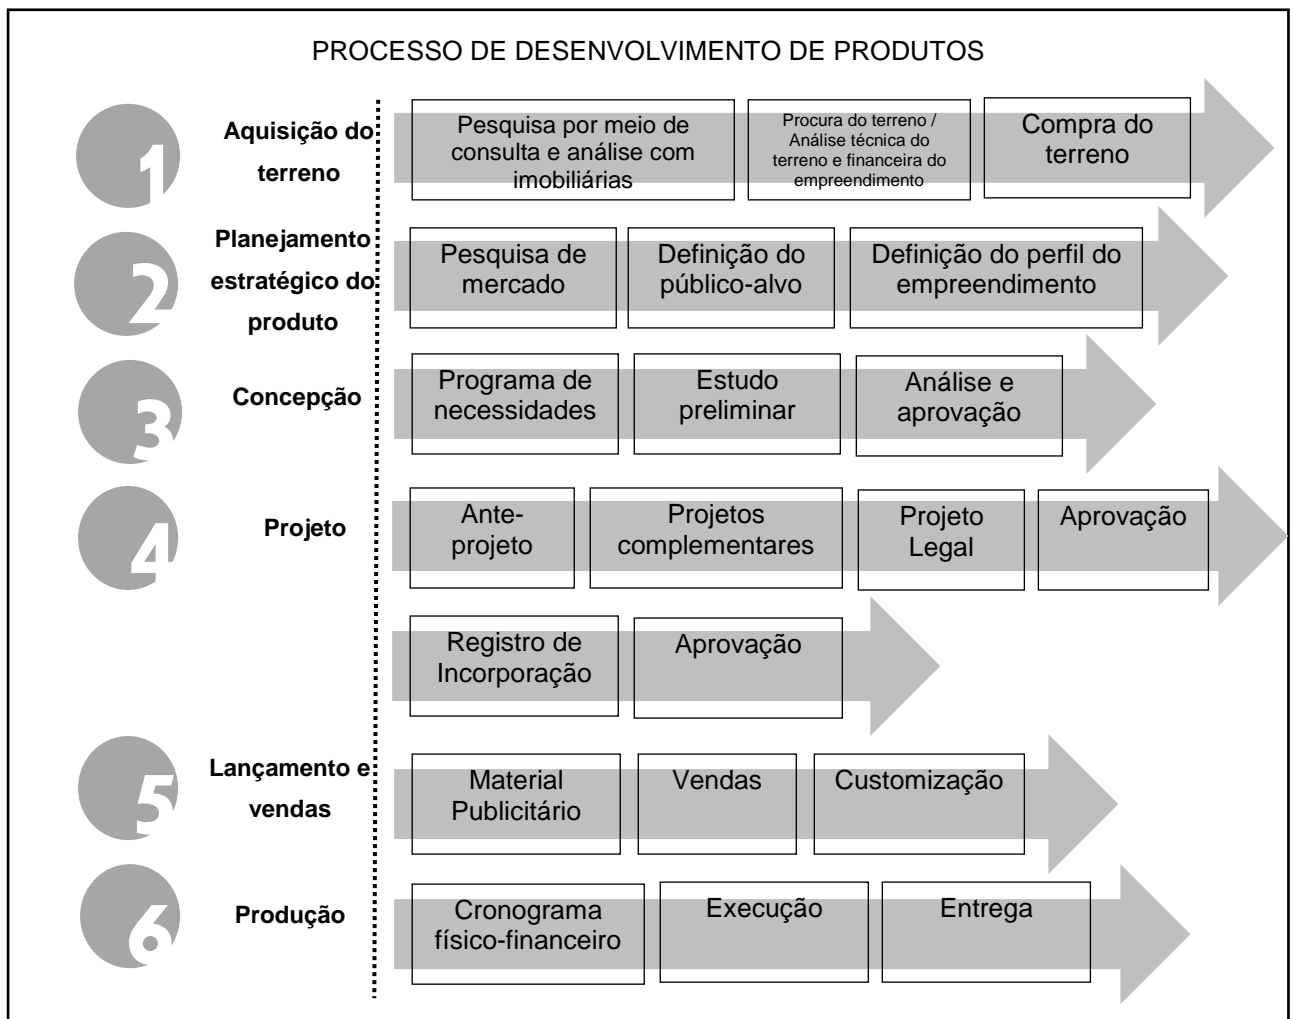 PROCESSO DE DESENVOLVIMENTO DE PRODUTOS
1
Aquisição do
terreno
Pesquisa por meio de
consulta e análise com
imobiliárias
Procura do terreno /
Análise técnica do
terreno e financeira do
empreendimento
Compra do
terreno
2
Planejamento
estratégico do
produto
Pesquisa de
mercado
Definição do
público-alvo
Definição do perfil do
empreendimento
3
Concepção
Programa de
necessidades
Estudo
preliminar
Análise e
aprovação
4
Projeto
Ante-
projeto
Projetos
complementares
Projeto
Legal
Aprovação
Registro de
Incorporação
Aprovação
5
Lançamento e
vendas
Material
Publicitário
Vendas
Customização
6
Produção
Cronograma
físico-financeiro
Execução
Entrega